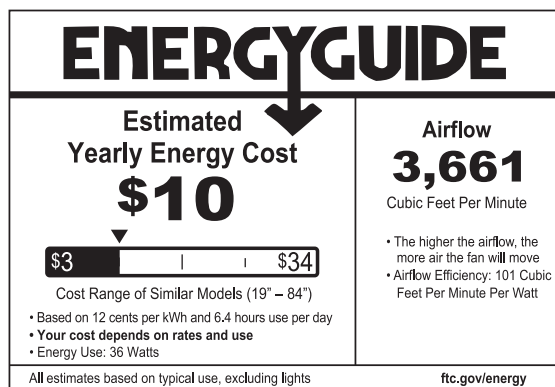 ENERGYGUIDE
Estimated
Yearly Energy Cost
$10
$3
$34
Cost Range of Similar Models (19" – 84")
• Based on 12 cents per kWh and 6.4 hours use per day
• Your cost depends on rates and use
• Energy Use: 36 Watts
Airflow
3,661
Cubic Feet Per Minute
• The higher the airflow, the
more air the fan will move
• Airflow Efficiency: 101 Cubic
Feet Per Minute Per Watt
All estimates based on typical use, excluding lights
ftc.gov/energy